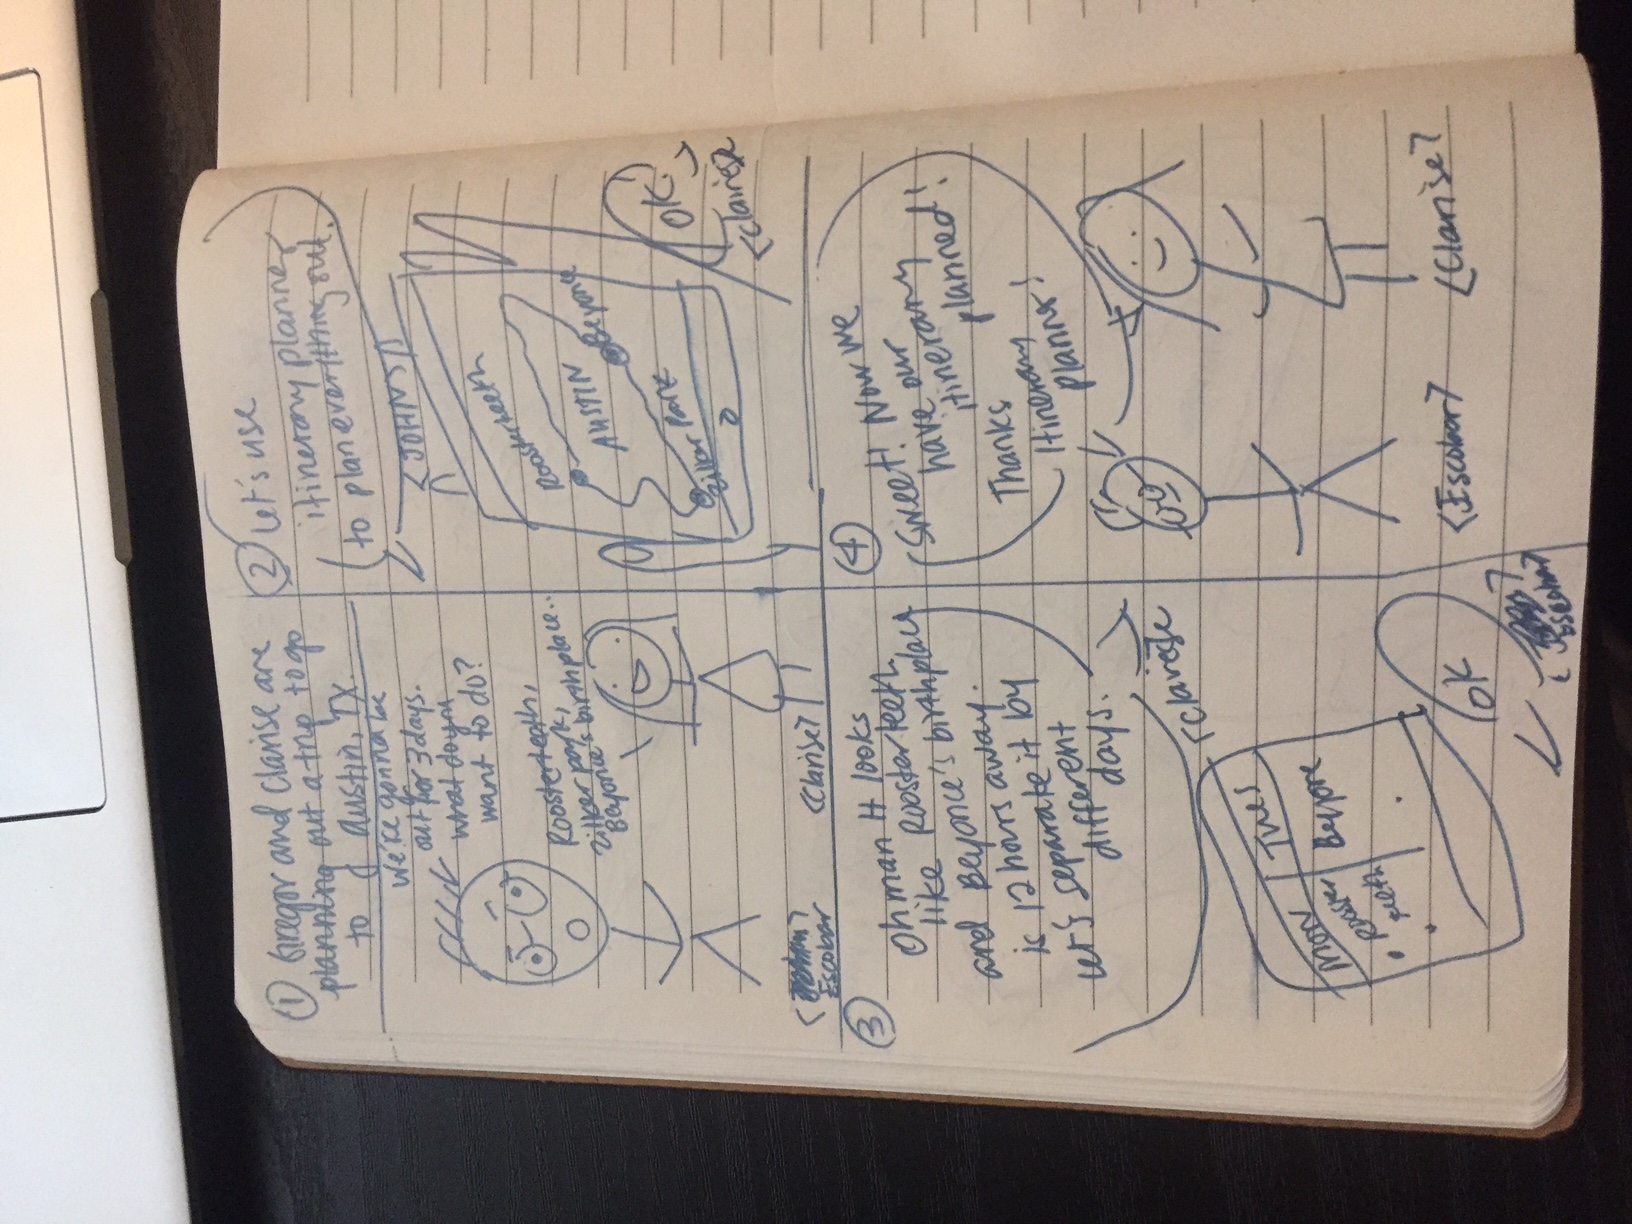 1
Gregor and Clarise are
planning out a trip to go
to Austin, TX.
We're gonna be
out for 3 days.
what do you
want to do?
Roosterteeth,
zilker park,
Beyonce's birthplace..
<Escobar>
<Clarise>
2
Let's use
itinerary planner
to plan everything out.
<JOHN>
Roosterteeth
AUSTIN
Beyonce
Zilker Park
OK!
<Clarise>
3
Oh man it looks
like Roosterteeth
and Beyonce's birthplace
is 12 hours away.
Let's separate it by
different
days.
<Clarise>
Mon
Tues
Rooster
teeth
Beyonce
OK
<Escobar>
4
Sweet! Now we
have our
itinerary
planned!
Thanks
Itinerary
planner!
<Escobar>
<Clarise>